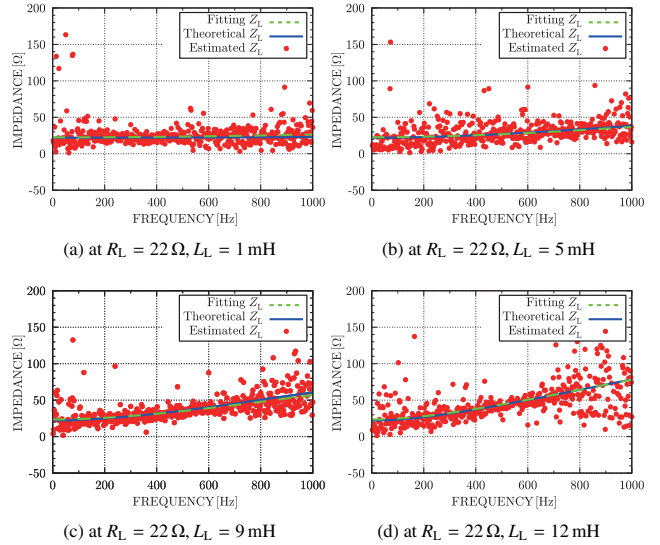 200
150
100
50
0
-50
IMPEDANCE [Ω]
Fitting Z_L
Theoretical Z_L
Estimated Z_L
0 200 400 600 800 1000
FREQUENCY [Hz]
(a) at R_L = 22 Ω, L_L = 1 mH
200
150
100
50
0
-50
IMPEDANCE [Ω]
Fitting Z_L
Theoretical Z_L
Estimated Z_L
0 200 400 600 800 1000
FREQUENCY [Hz]
(b) at R_L = 22 Ω, L_L = 5 mH
200
150
100
50
0
-50
IMPEDANCE [Ω]
Fitting Z_L
Theoretical Z_L
Estimated Z_L
0 200 400 600 800 1000
FREQUENCY [Hz]
(c) at R_L = 22 Ω, L_L = 9 mH
200
150
100
50
0
-50
IMPEDANCE [Ω]
Fitting Z_L
Theoretical Z_L
Estimated Z_L
0 200 400 600 800 1000
FREQUENCY [Hz]
(d) at R_L = 22 Ω, L_L = 12 mH